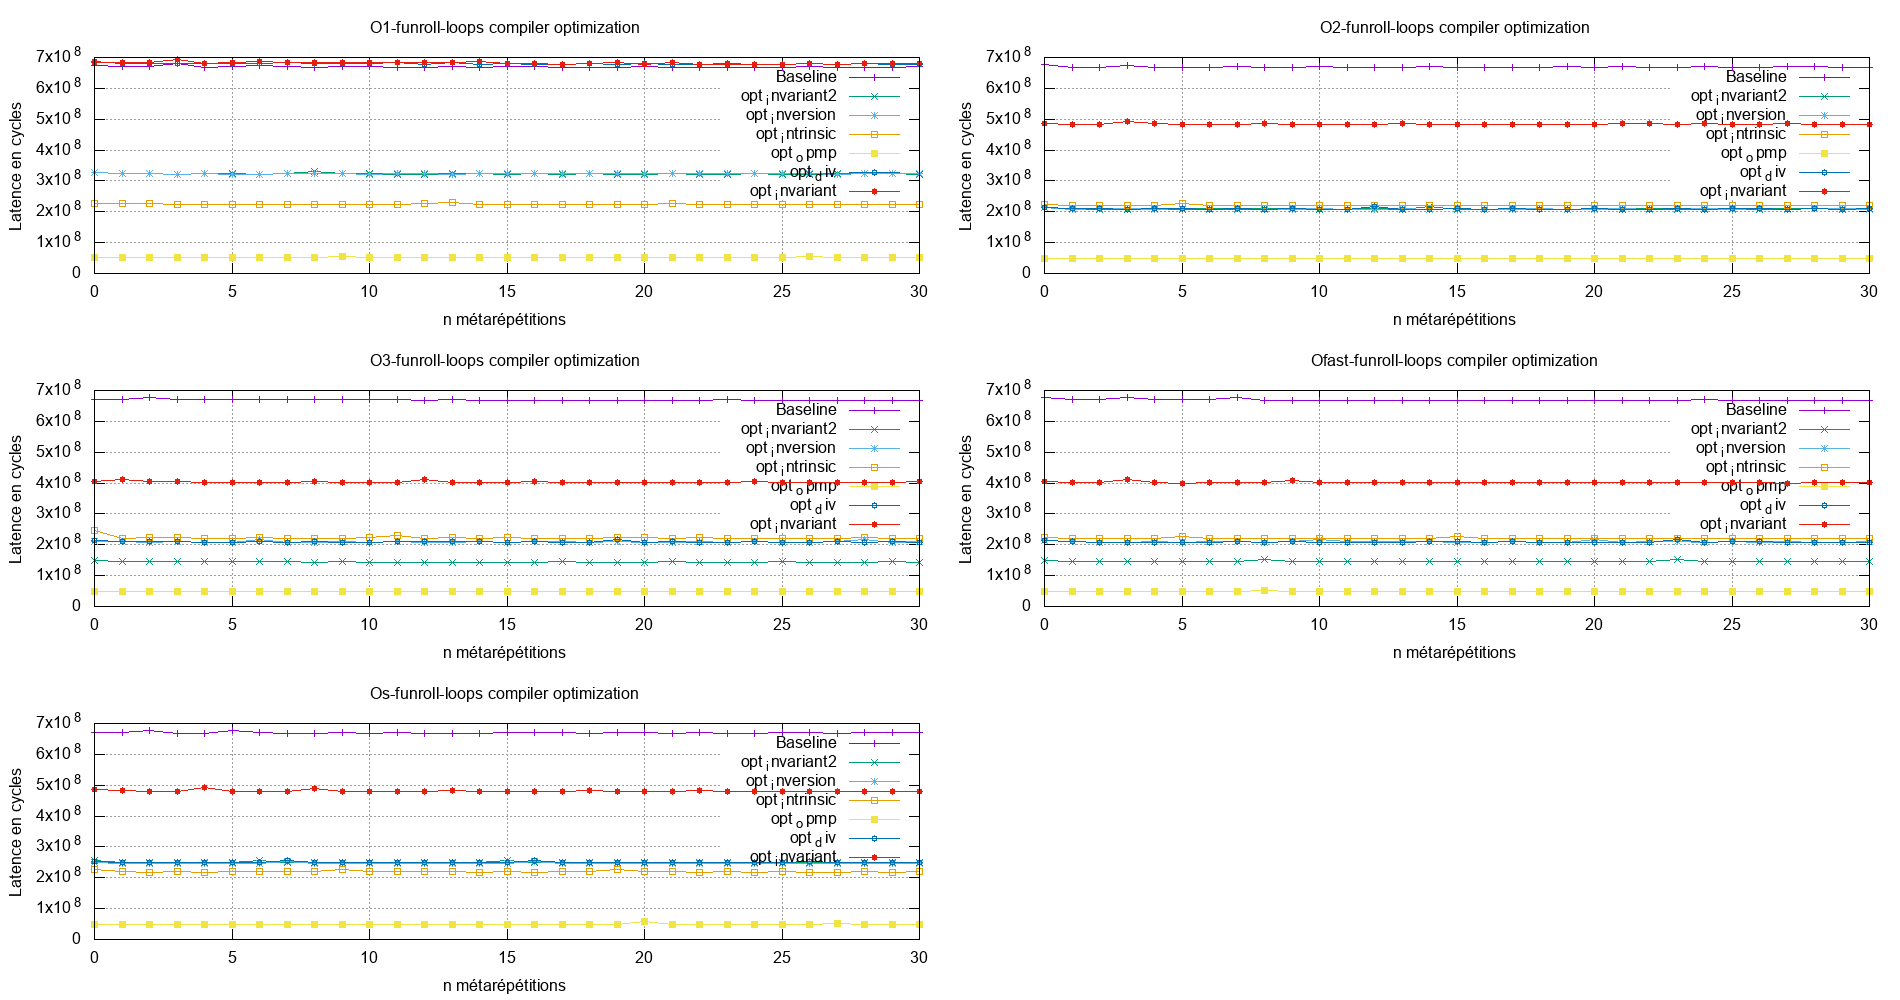 O1-funroll-loops compiler optimization
7x10^8
6x10^8
5x10^8
4x10^8
3x10^8
2x10^8
1x10^8
0
Latence en cycles
Baseline
opt_invariant2
opt_inversion
opt_intrinsic
opt_opmp
opt_div
opt_invariant
0 5 10 15 20 25 30
n métarépétitions
O2-funroll-loops compiler optimization
7x10^8
6x10^8
5x10^8
4x10^8
3x10^8
2x10^8
1x10^8
0
Latence en cycles
Baseline
opt_invariant2
opt_inversion
opt_intrinsic
opt_opmp
opt_div
opt_invariant
0 5 10 15 20 25 30
n métarépétitions
O3-funroll-loops compiler optimization
7x10^8
6x10^8
5x10^8
4x10^8
3x10^8
2x10^8
1x10^8
0
Latence en cycles
Baseline
opt_invariant2
opt_inversion
opt_intrinsic
opt_opmp
opt_div
opt_invariant
0 5 10 15 20 25 30
n métarépétitions
Ofast-funroll-loops compiler optimization
7x10^8
6x10^8
5x10^8
4x10^8
3x10^8
2x10^8
1x10^8
0
Latence en cycles
Baseline
opt_invariant2
opt_inversion
opt_intrinsic
opt_opmp
opt_div
opt_invariant
0 5 10 15 20 25 30
n métarépétitions
Os-funroll-loops compiler optimization
7x10^8
6x10^8
5x10^8
4x10^8
3x10^8
2x10^8
1x10^8
0
Latence en cycles
Baseline
opt_invariant2
opt_inversion
opt_intrinsic
opt_opmp
opt_div
opt_invariant
0 5 10 15 20 25 30
n métarépétitions